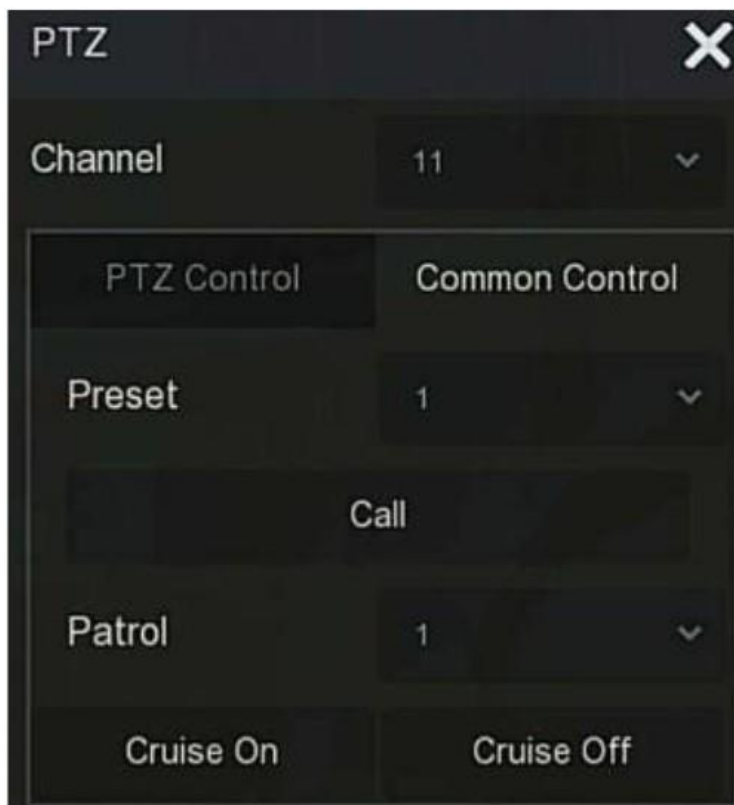 PTZ
Channel 11
PTZ Control Common Control
Preset 1
Call
Patrol 1
Cruise On Cruise Off